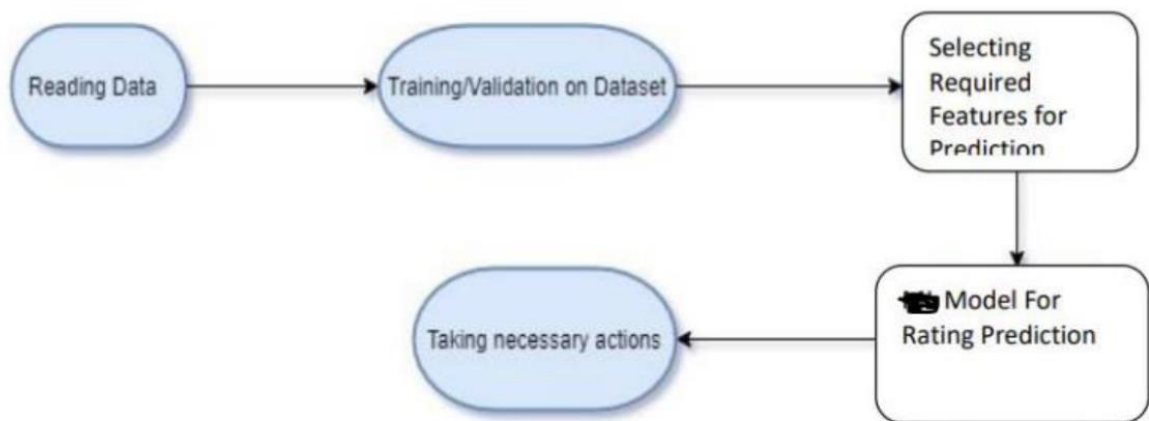 Reading Data
Training/Validation on Dataset
Selecting
Required
Features for
Prediction
Model For
Rating Prediction
Taking necessary actions